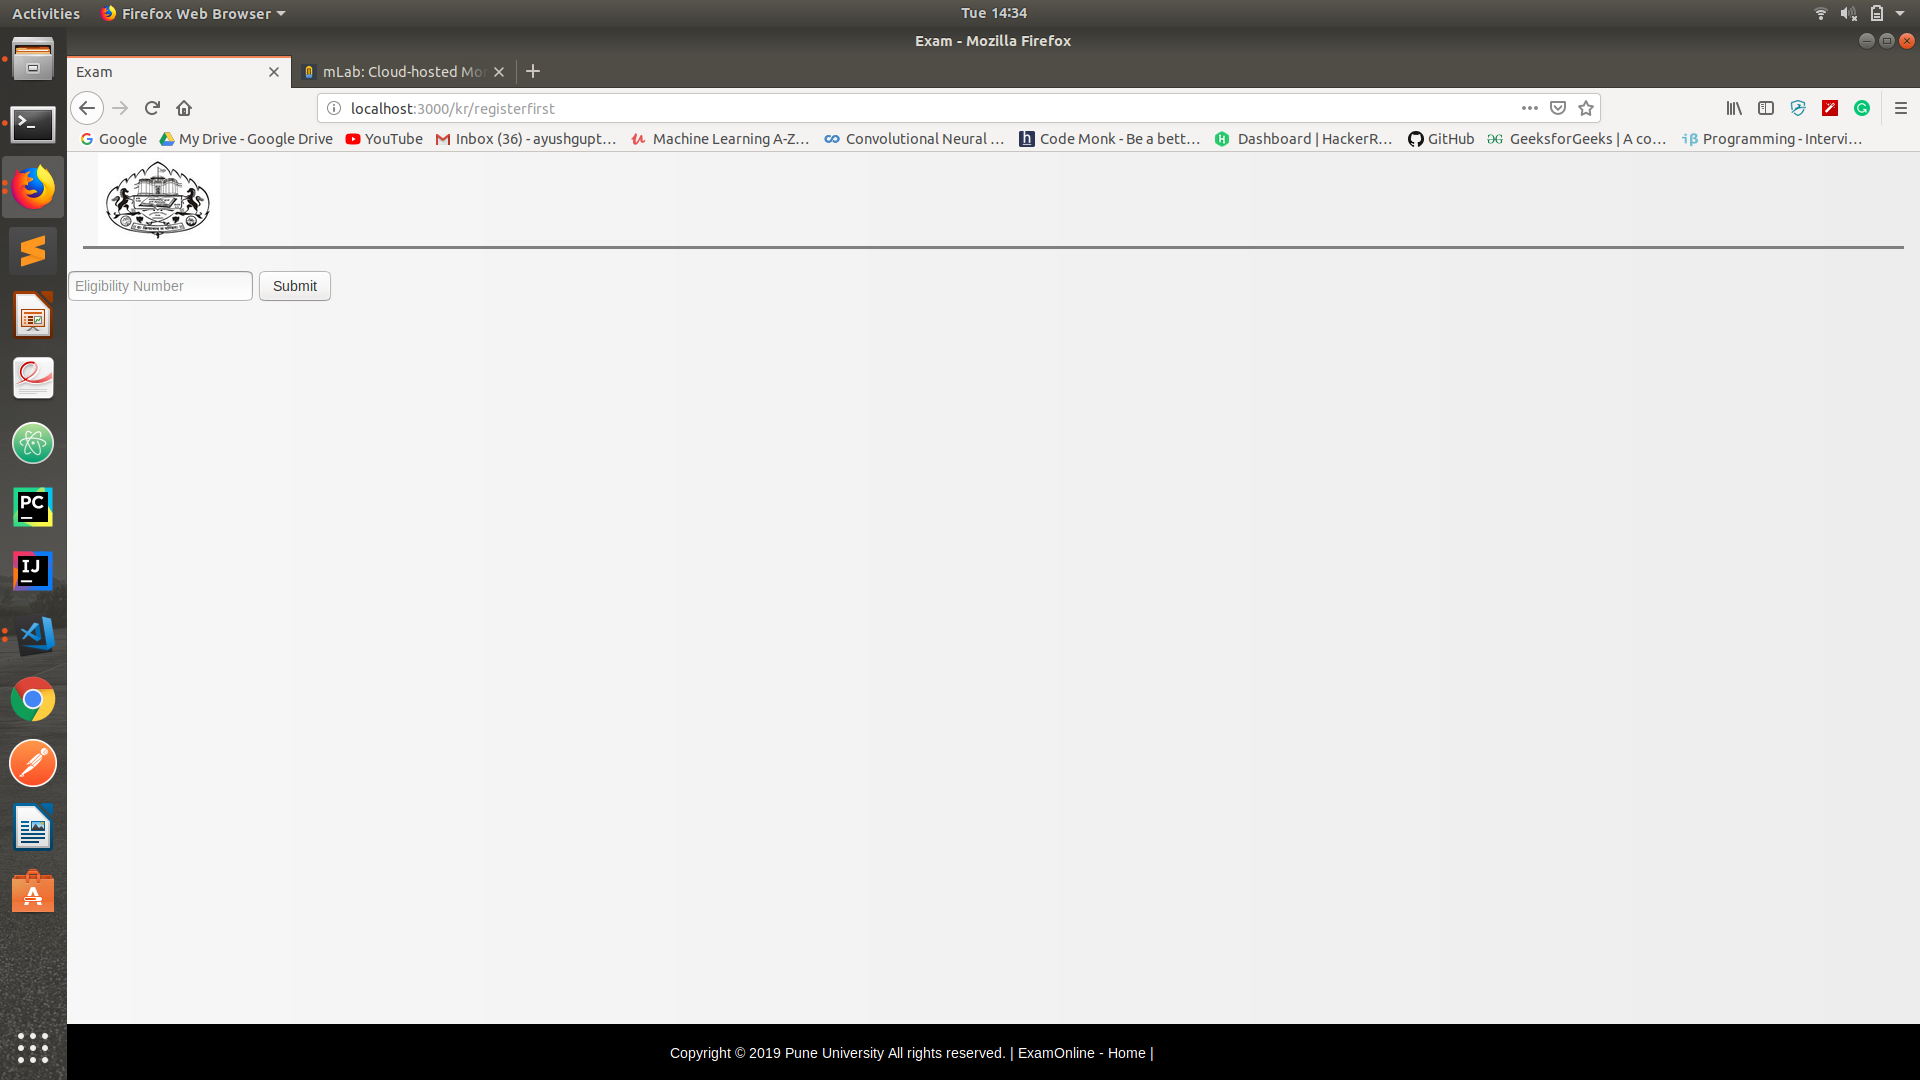 Activities Firefox Web Browser Tue 14:34
Exam - Mozilla Firefox
Exam mLab: Cloud-hosted Mo
localhost:3000/kr/registerfirst
Google My Drive - Google Drive YouTube Inbox (36) - ayushgupt… Machine Learning A-Z… Convolutional Neural … Code Monk - Be a bett… Dashboard | HackerR… GitHub GeeksforGeeks | A co… Programming - Intervi…
Eligibility Number Submit
PC
IJ
Copyright © 2019 Pune University All rights reserved. | ExamOnline - Home |